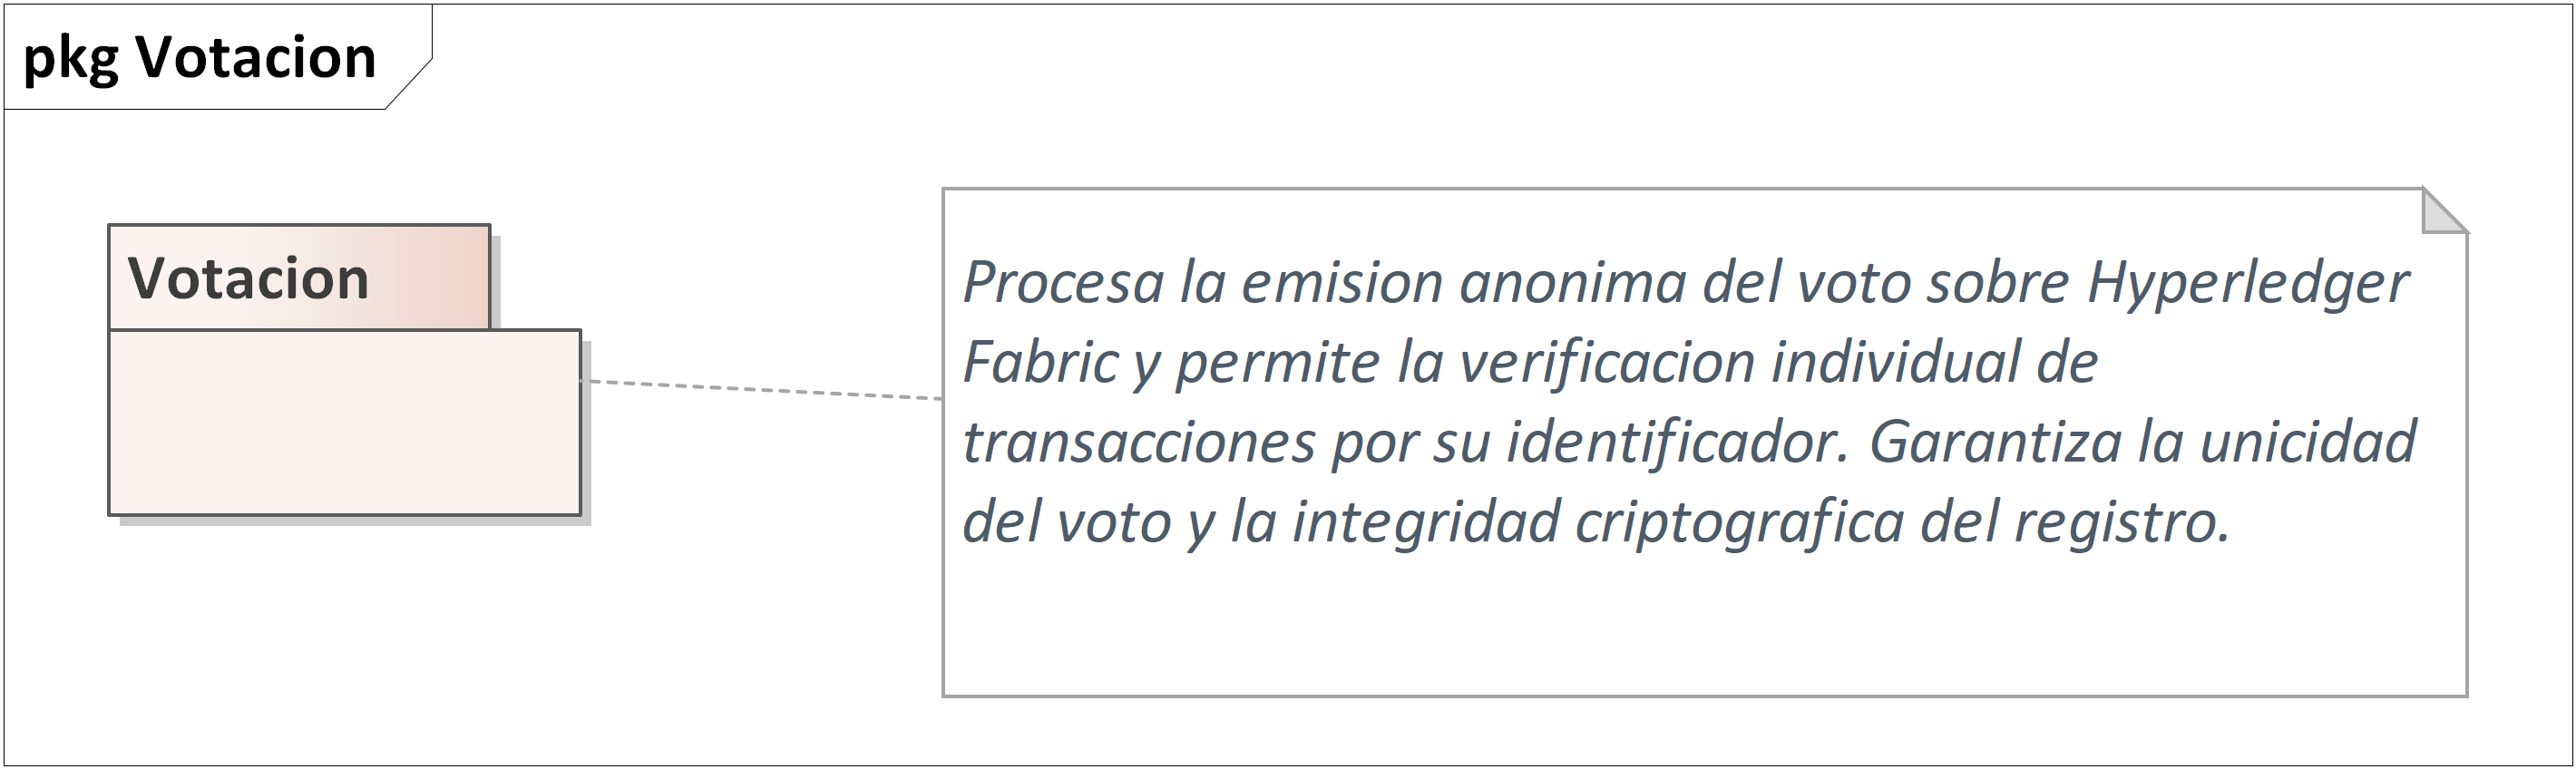 pkg Votacion
Votacion
Procesa la emision anonima del voto sobre Hyperledger
Fabric y permite la verificacion individual de
transacciones por su identificador. Garantiza la unicidad
del voto y la integridad criptografica del registro.